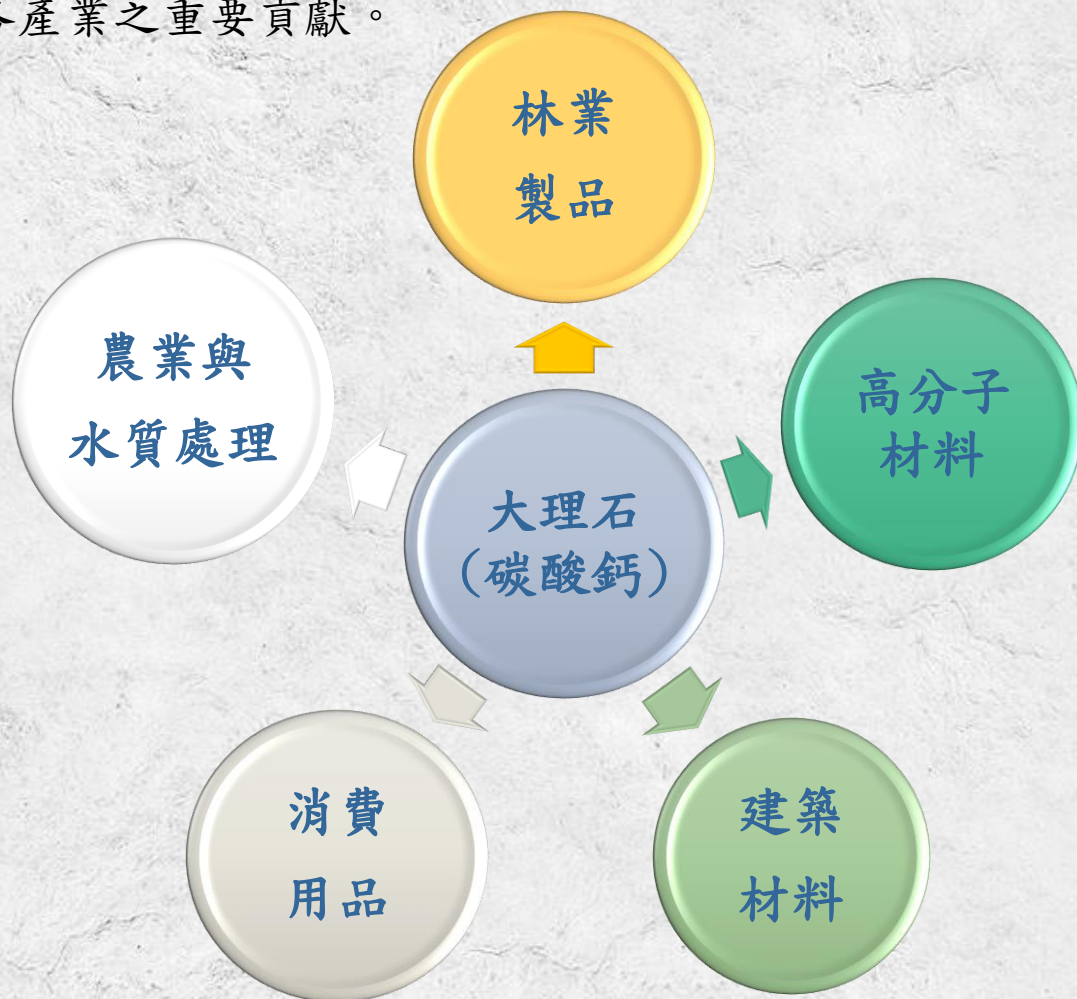 產業之重要貢獻。
林業
製品
農業與
水質處理
高分子
材料
大理石
(碳酸鈣)
消費
用品
建築
材料